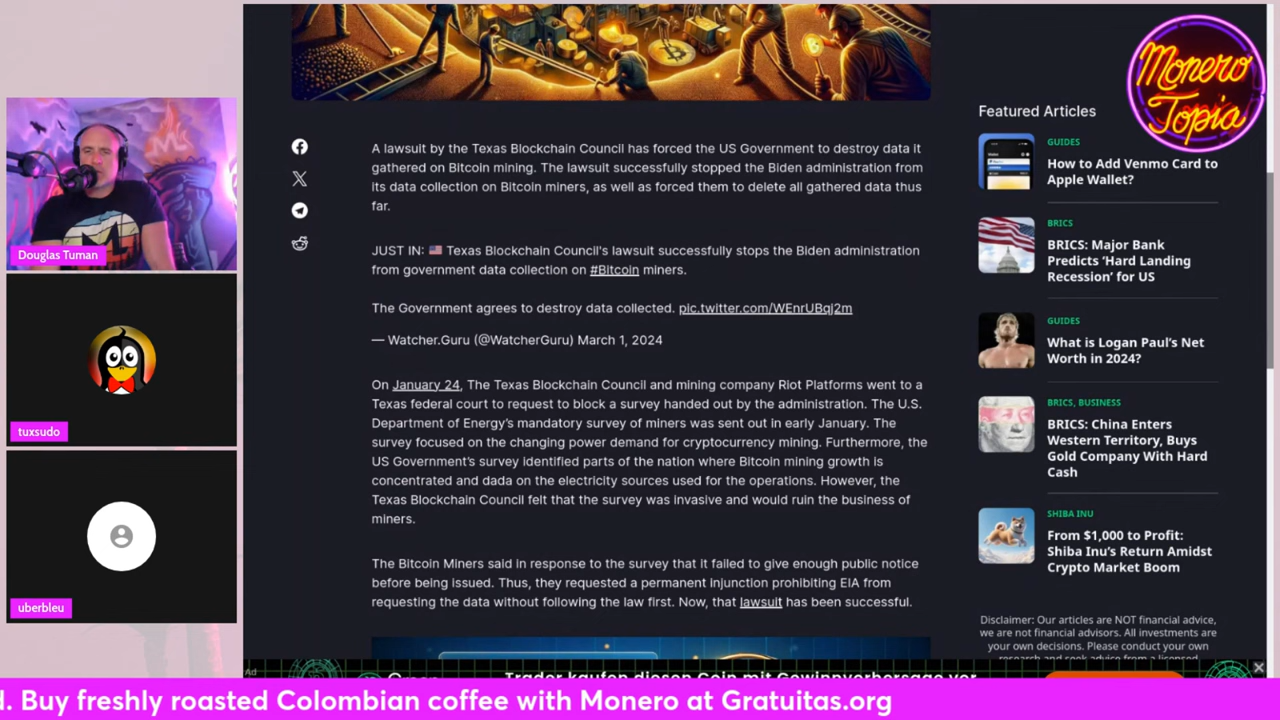 Monero
Topia
Douglas Tuman
tuxsudo
uberbleu
A lawsuit by the Texas Blockchain Council has forced the US Government to destroy data it
gathered on Bitcoin mining. The lawsuit successfully stopped the Biden administration from
its data collection on Bitcoin miners, as well as forced them to delete all gathered data thus
far.
JUST IN: 🇺🇸 Texas Blockchain Council's lawsuit successfully stops the Biden administration
from government data collection on #Bitcoin miners.
The Government agrees to destroy data collected. pic.twitter.com/WEnrUBqj2m
— Watcher.Guru (@WatcherGuru) March 1, 2024
On January 24, The Texas Blockchain Council and mining company Riot Platforms went to a
Texas federal court to request to block a survey handed out by the administration. The U.S.
Department of Energy's mandatory survey of miners was sent out in early January. The
survey focused on the changing power demand for cryptocurrency mining. Furthermore, the
US Government's survey identified parts of the nation where Bitcoin mining growth is
concentrated and dada on the electricity sources used for the operations. However, the
Texas Blockchain Council felt that the survey was invasive and would ruin the business of
miners.
The Bitcoin Miners said in response to the survey that it failed to give enough public notice
before being issued. Thus, they requested a permanent injunction prohibiting EIA from
requesting the data without following the law first. Now, that lawsuit has been successful.
Featured Articles
GUIDES
How to Add Venmo Card to
Apple Wallet?
BRICS
BRICS: Major Bank
Predicts 'Hard Landing
Recession' for US
GUIDES
What is Logan Paul's Net
Worth in 2024?
BRICS, BUSINESS
BRICS: China Enters
Western Territory, Buys
Gold Company With Hard
Cash
SHIBA INU
From $1,000 to Profit:
Shiba Inu's Return Amidst
Crypto Market Boom
Disclaimer: Our articles are NOT financial advice,
we are not financial advisors. All investments are
your own decisions. Please conduct your own
research and seek advice from a licensed
Ad
Trader kaufen diesen Coin mit Gewinnvorhersage vor
d. Buy freshly roasted Colombian coffee with Monero at Gratuitas.org